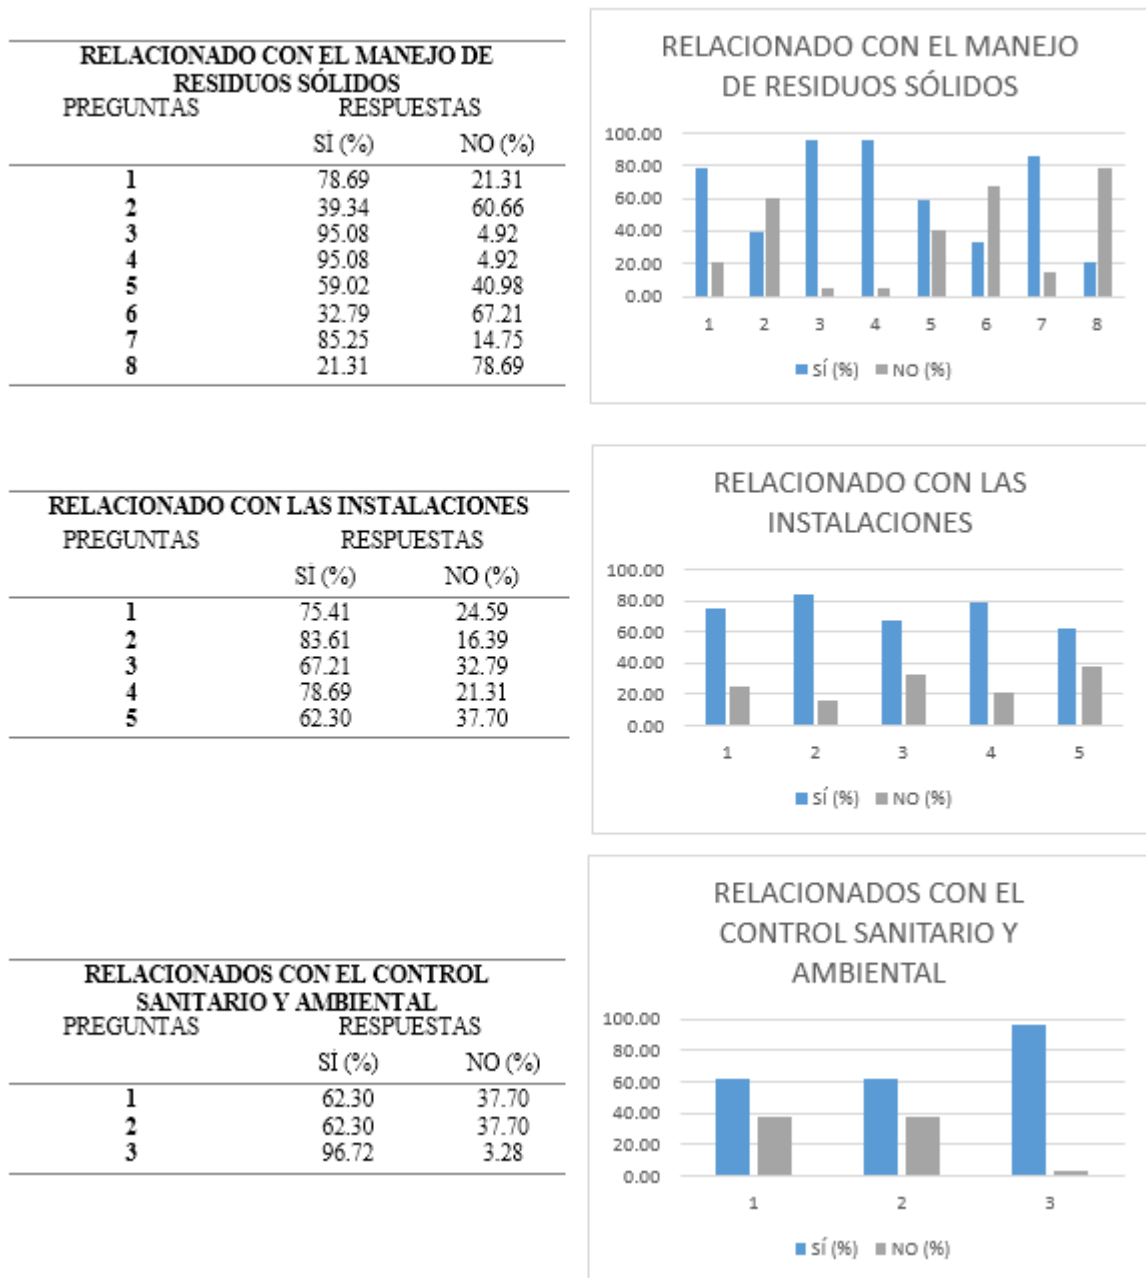 RELACIONADO CON EL MANEJO DE
RESIDUOS SÓLIDOS
PREGUNTAS RESPUESTAS
SÍ (%) NO (%)
1 78.69 21.31
2 39.34 60.66
3 95.08 4.92
4 95.08 4.92
5 59.02 40.98
6 32.79 67.21
7 85.25 14.75
8 21.31 78.69
RELACIONADO CON EL MANEJO
DE RESIDUOS SÓLIDOS
100.00
80.00
60.00
40.00
20.00
0.00
1 2 3 4 5 6 7 8
SÍ (%) NO (%)
RELACIONADO CON LAS INSTALACIONES
PREGUNTAS RESPUESTAS
SÍ (%) NO (%)
1 75.41 24.59
2 83.61 16.39
3 67.21 32.79
4 78.69 21.31
5 62.30 37.70
RELACIONADO CON LAS
INSTALACIONES
100.00
80.00
60.00
40.00
20.00
0.00
1 2 3 4 5
SÍ (%) NO (%)
RELACIONADOS CON EL CONTROL
SANITARIO Y AMBIENTAL
PREGUNTAS RESPUESTAS
SÍ (%) NO (%)
1 62.30 37.70
2 62.30 37.70
3 96.72 3.28
RELACIONADOS CON EL
CONTROL SANITARIO Y
AMBIENTAL
100.00
80.00
60.00
40.00
20.00
0.00
1 2 3
SÍ (%) NO (%)